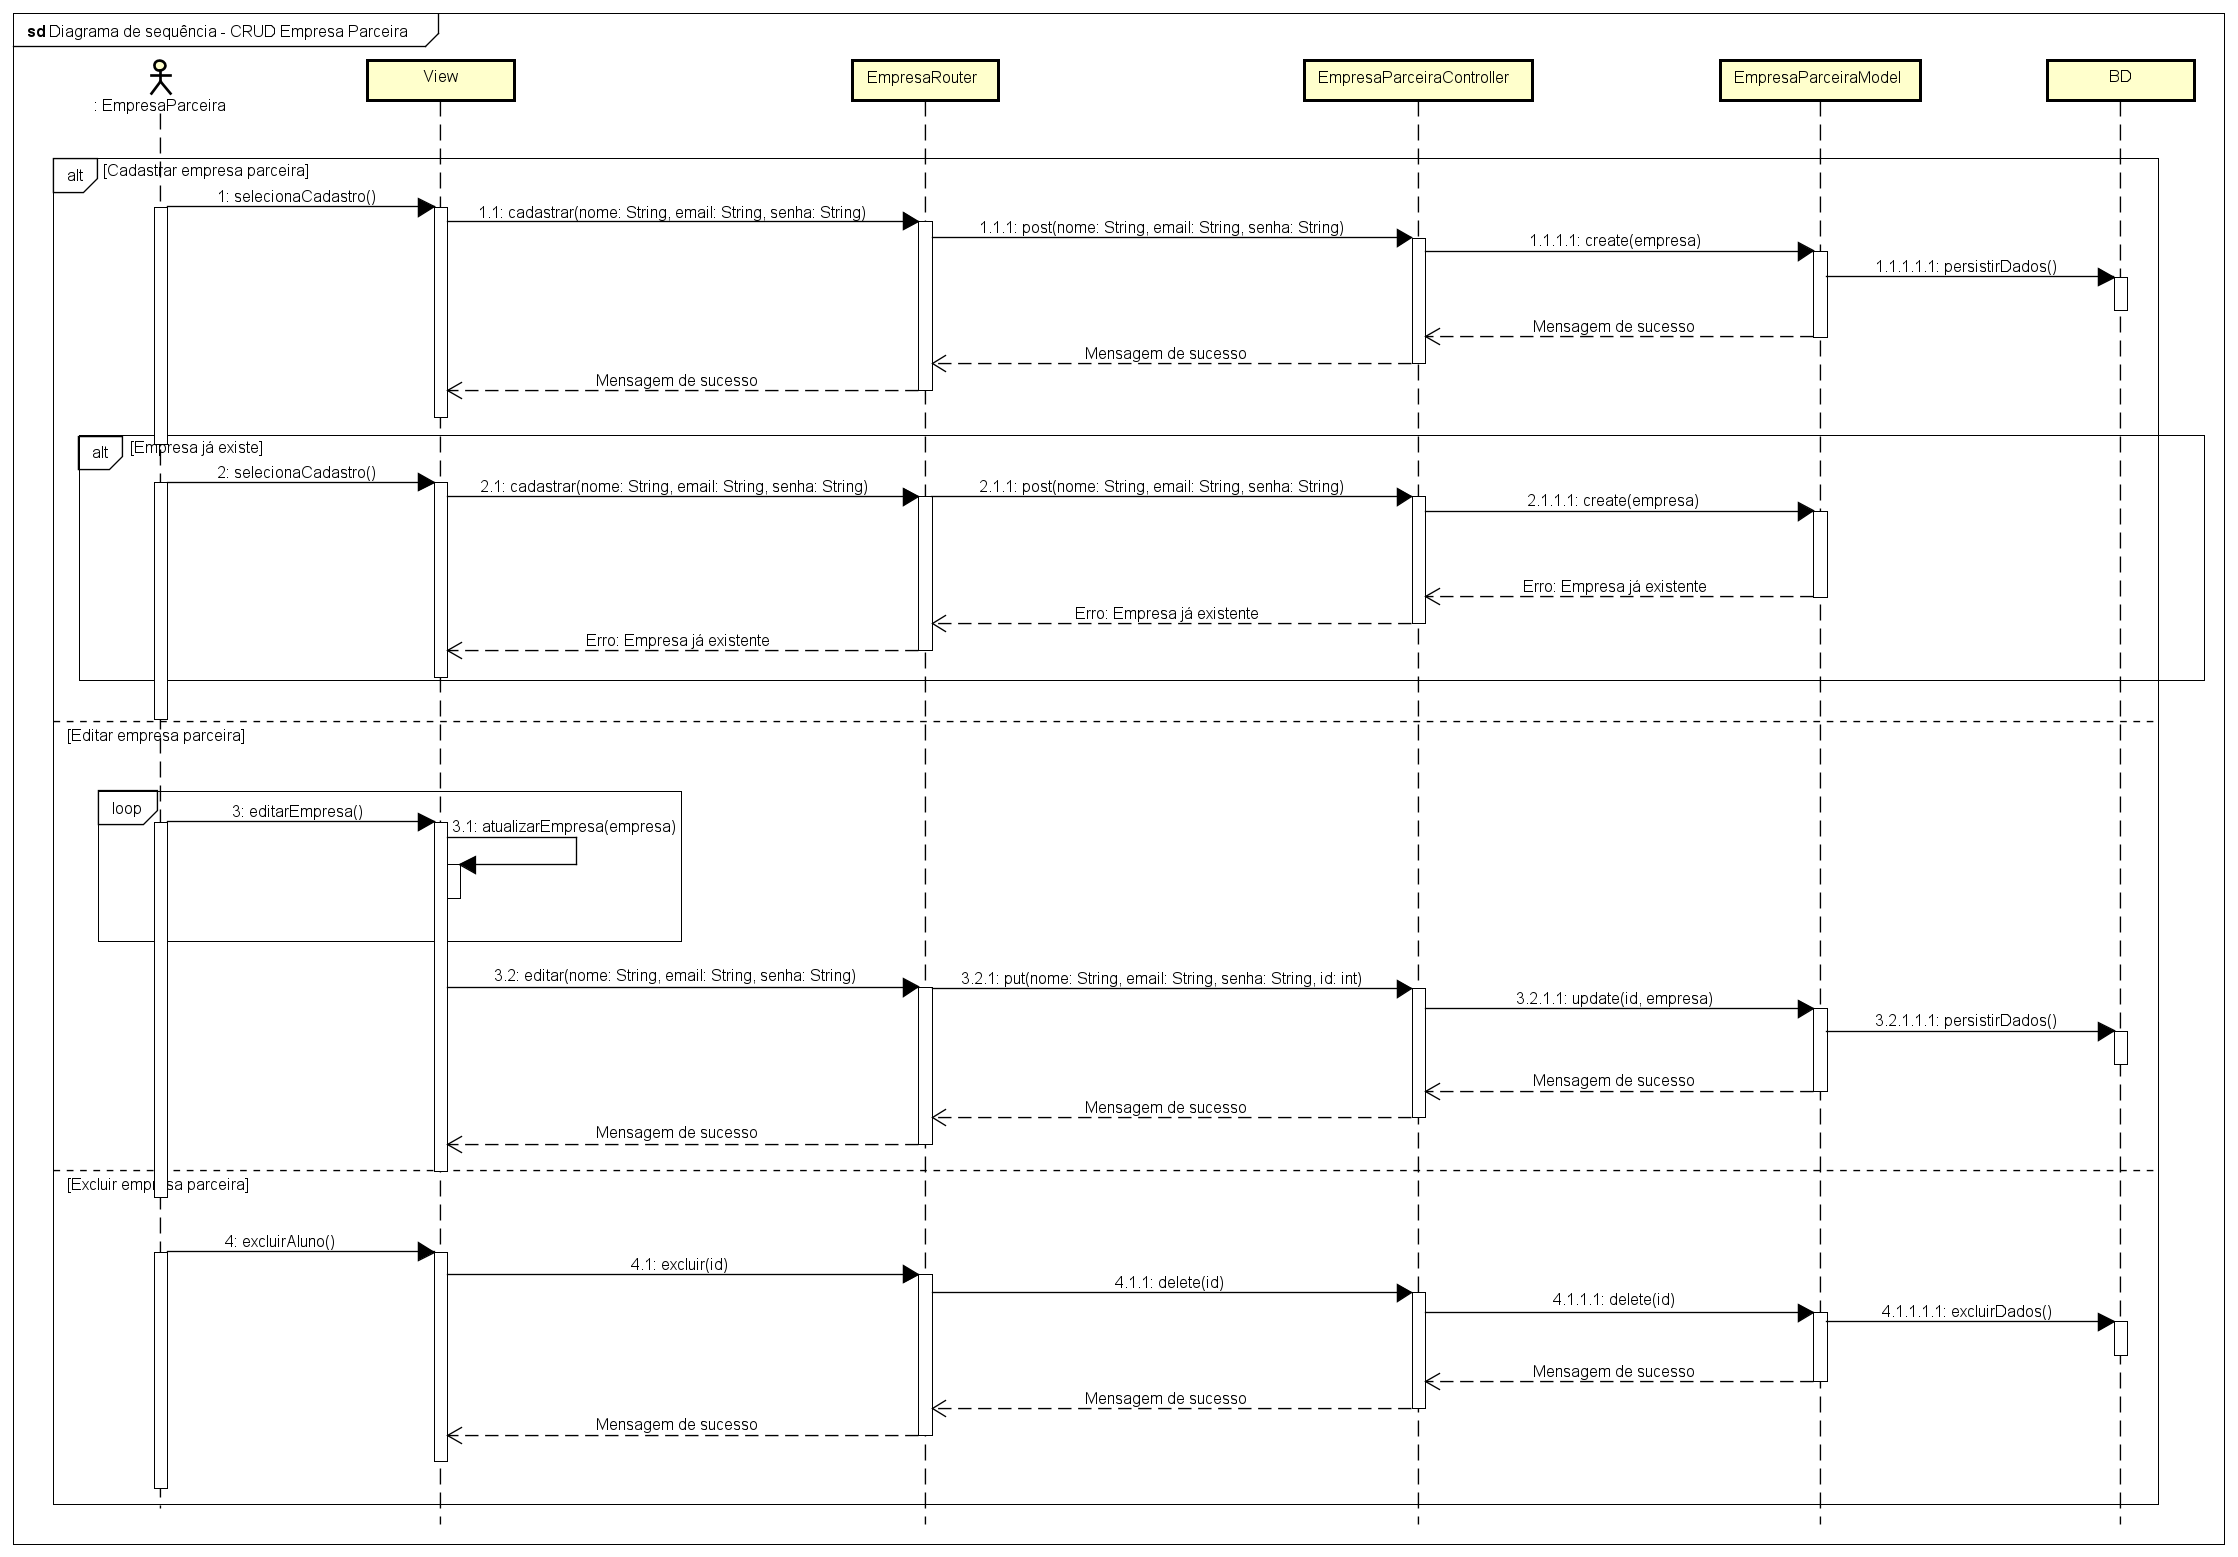 sd Diagrama de sequência - CRUD Empresa Parceira
: EmpresaParceira
View
EmpresaRouter
EmpresaParceiraController
EmpresaParceiraModel
BD
alt
[Cadastrar empresa parceira]
1: selecionaCadastro()
1.1: cadastrar(nome: String, email: String, senha: String)
1.1.1: post(nome: String, email: String, senha: String)
1.1.1.1: create(empresa)
1.1.1.1.1: persistirDados()
Mensagem de sucesso
Mensagem de sucesso
Mensagem de sucesso
alt
[Empresa já existe]
2: selecionaCadastro()
2.1: cadastrar(nome: String, email: String, senha: String)
2.1.1: post(nome: String, email: String, senha: String)
2.1.1.1: create(empresa)
Erro: Empresa já existente
Erro: Empresa já existente
Erro: Empresa já existente
[Editar empresa parceira]
loop
3: editarEmpresa()
3.1: atualizarEmpresa(empresa)
3.2: editar(nome: String, email: String, senha: String)
3.2.1: put(nome: String, email: String, senha: String, id: int)
3.2.1.1: update(id, empresa)
3.2.1.1.1: persistirDados()
Mensagem de sucesso
Mensagem de sucesso
Mensagem de sucesso
[Excluir empresa parceira]
4: excluirAluno()
4.1: excluir(id)
4.1.1: delete(id)
4.1.1.1: delete(id)
4.1.1.1.1: excluirDados()
Mensagem de sucesso
Mensagem de sucesso
Mensagem de sucesso